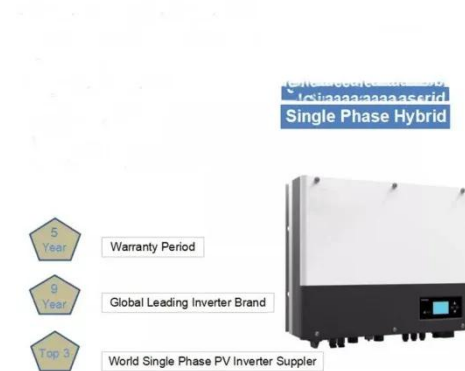 Single Phase Hybrid
5
Year
Warranty Period
9
Year
Global Leading Inverter Brand
Top 3
World Single Phase PV Inverter Suppler